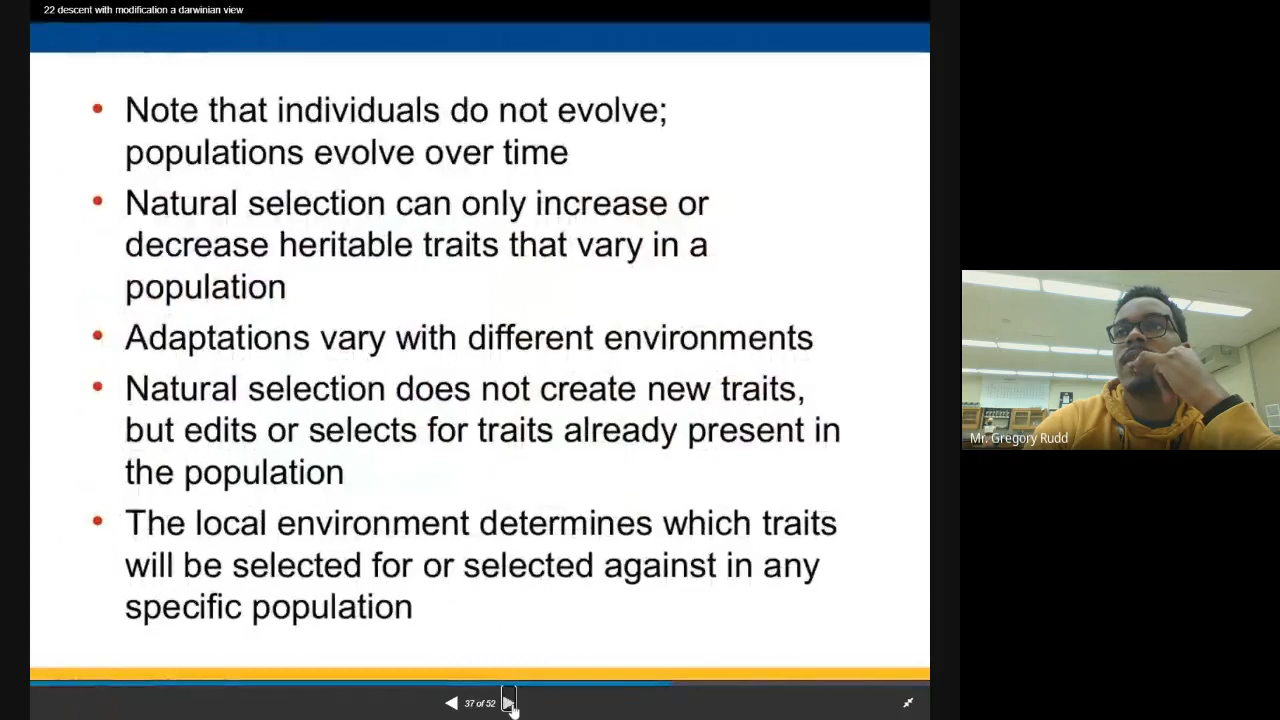 22 descent with modification a darwinian view
• Note that individuals do not evolve;
populations evolve over time
• Natural selection can only increase or
decrease heritable traits that vary in a
population
• Adaptations vary with different environments
• Natural selection does not create new traits,
but edits or selects for traits already present in
the population
• The local environment determines which traits
will be selected for or selected against in any
specific population
Mr. Gregory Rudd
37 of 52